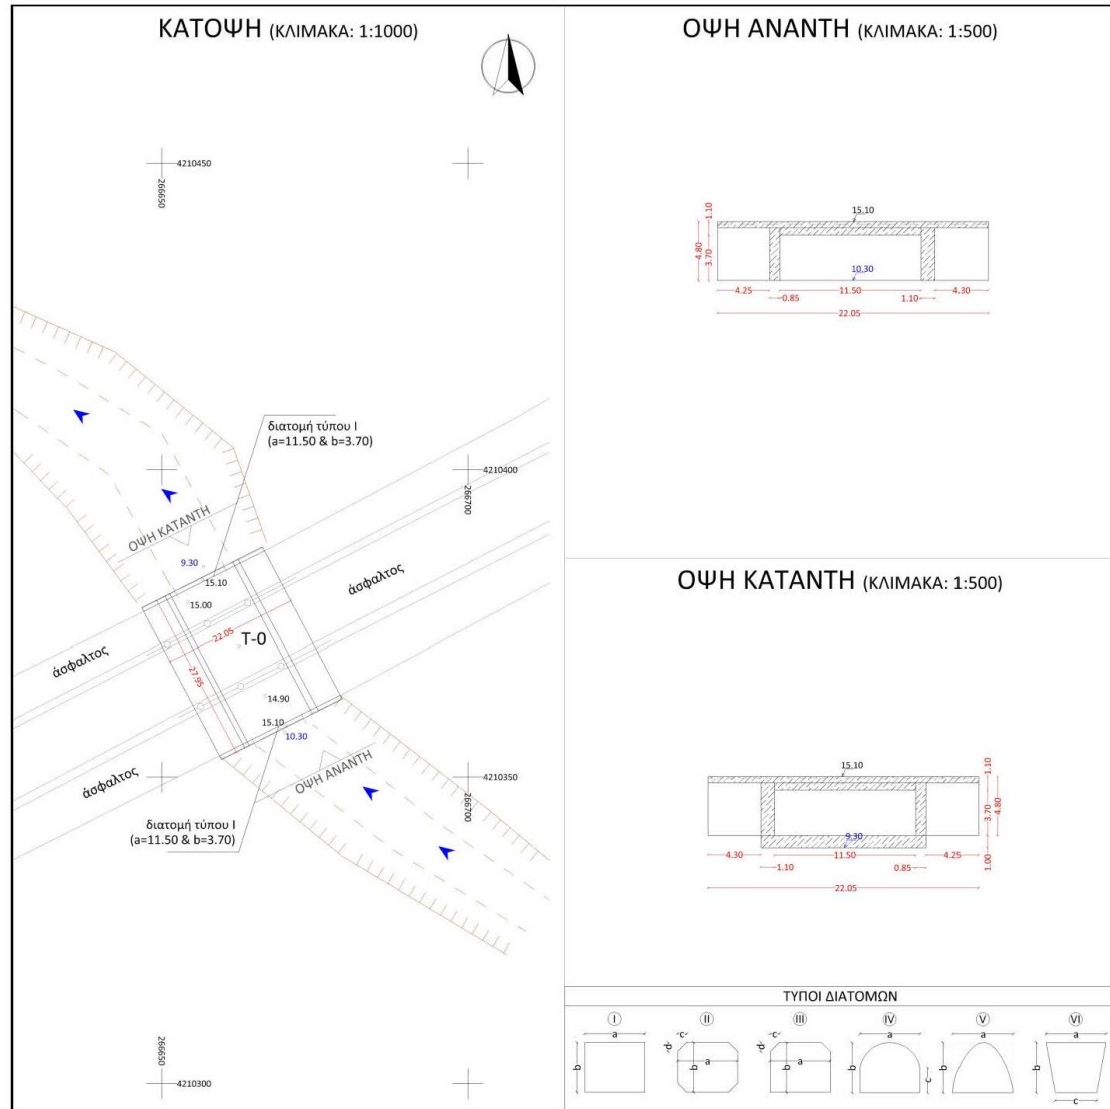 ΚΑΤΟΨΗ (ΚΛΙΜΑΚΑ: 1:1000)
4210450
266650
διατομή τύπου Ι
(a=11.50 & b=3.70)
4210400
266700
ΟΨΗ ΚΑΤΑΝΤΗ
9.30
15.10
15.00
άσφαλτος
22.05
Τ-0
άσφαλτος
27.95
14.90
15.10
10.30
ΟΨΗ ΑΝΑΝΤΗ
άσφαλτος
4210350
266700
διατομή τύπου Ι
(a=11.50 & b=3.70)
266650
4210300
ΟΨΗ ΑΝΑΝΤΗ (ΚΛΙΜΑΚΑ: 1:500)
15.10
1.10
4.80
3.70
10.30
4.25
11.50
4.30
0.85
1.10
22.05
ΟΨΗ ΚΑΤΑΝΤΗ (ΚΛΙΜΑΚΑ: 1:500)
15.10
1.10
3.70
4.80
9.30
1.00
4.30
11.50
4.25
1.10
0.85
22.05
ΤΥΠΟΙ ΔΙΑΤΟΜΩΝ
I II III IV V VI
a
b
c
d
b
a
c
d
b
a
a
b
c
a
b
a
b
c